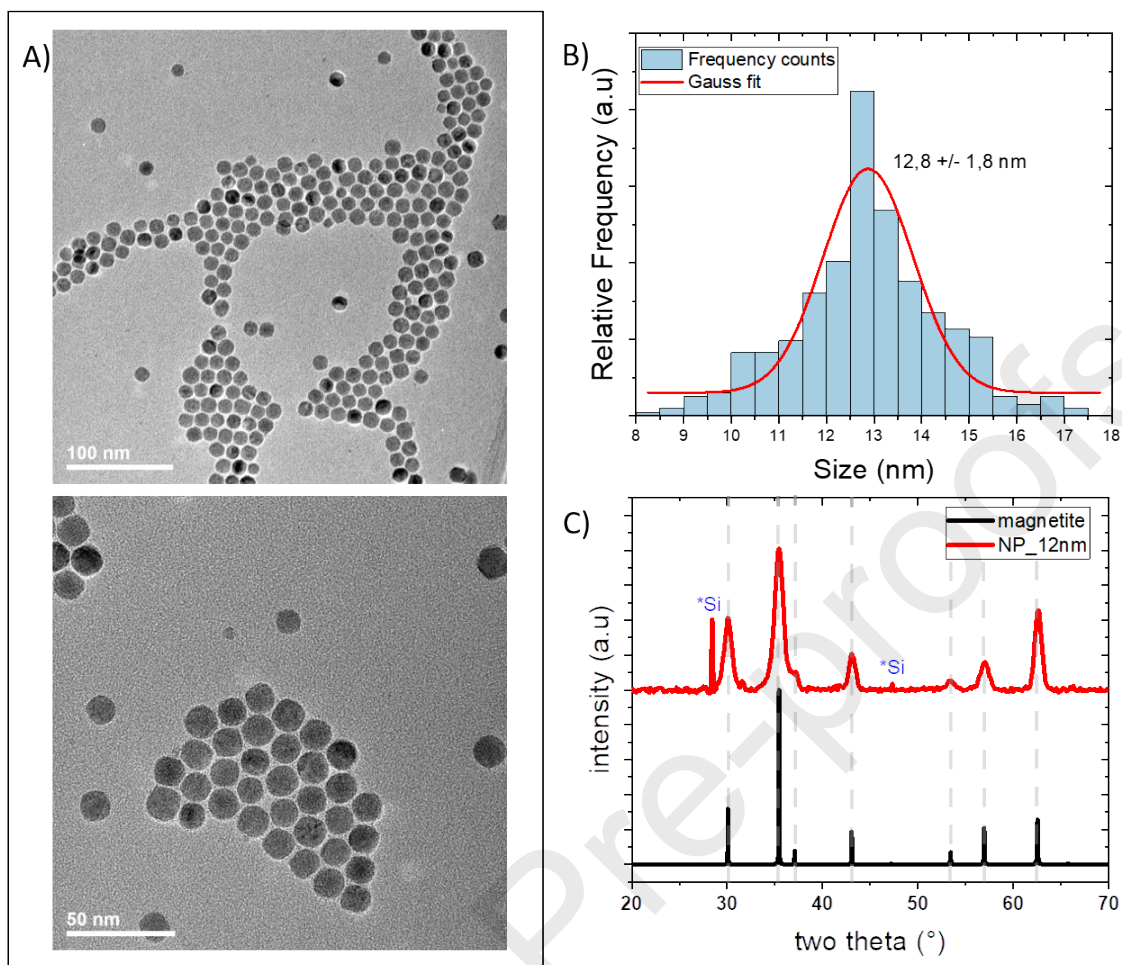 A)
100 nm
50 nm
B)
Frequency counts
Gauss fit
12,8 +/- 1,8 nm
Relative Frequency (a.u)
8 9 10 11 12 13 14 15 16 17 18
Size (nm)
C)
magnetite
NP_12nm
*Si
*Si
intensity (a.u)
20 30 40 50 60 70
two theta (°)
Pre-proofs